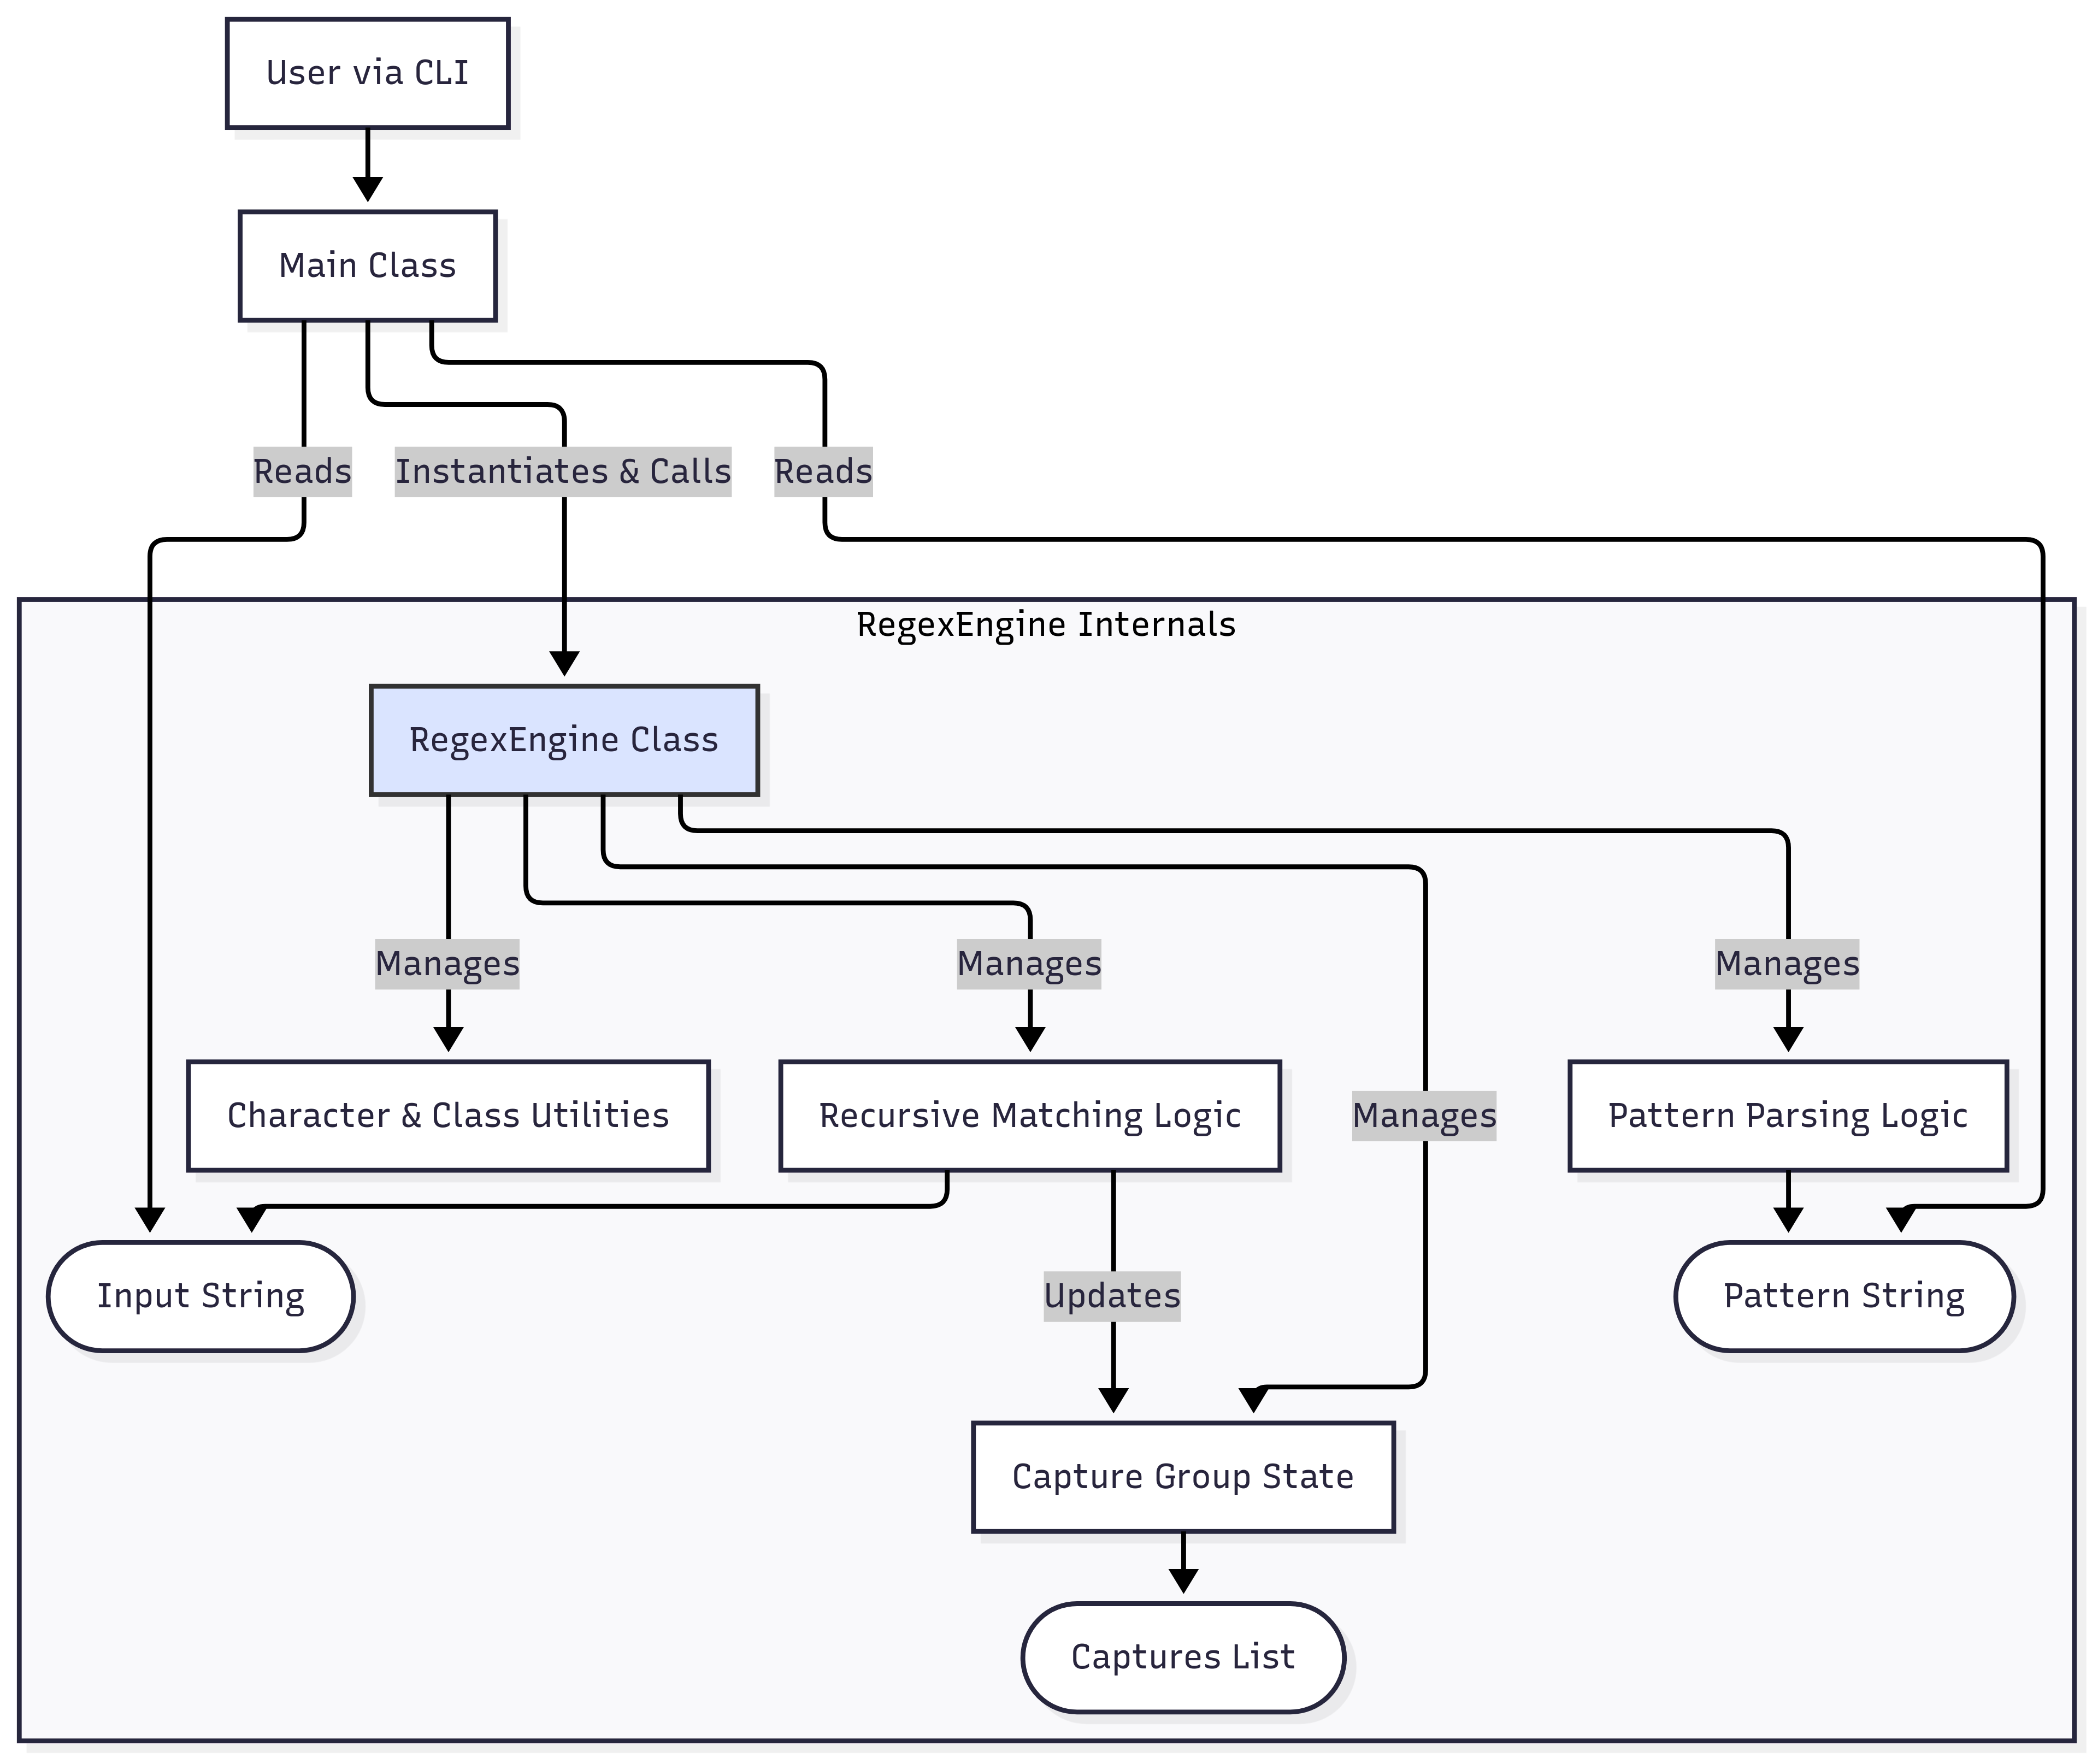 User via CLI
Main Class
Reads
Instantiates & Calls
Reads
RegexEngine Internals
RegexEngine Class
Manages
Manages
Manages
Character & Class Utilities
Recursive Matching Logic
Manages
Pattern Parsing Logic
Input String
Updates
Pattern String
Capture Group State
Captures List